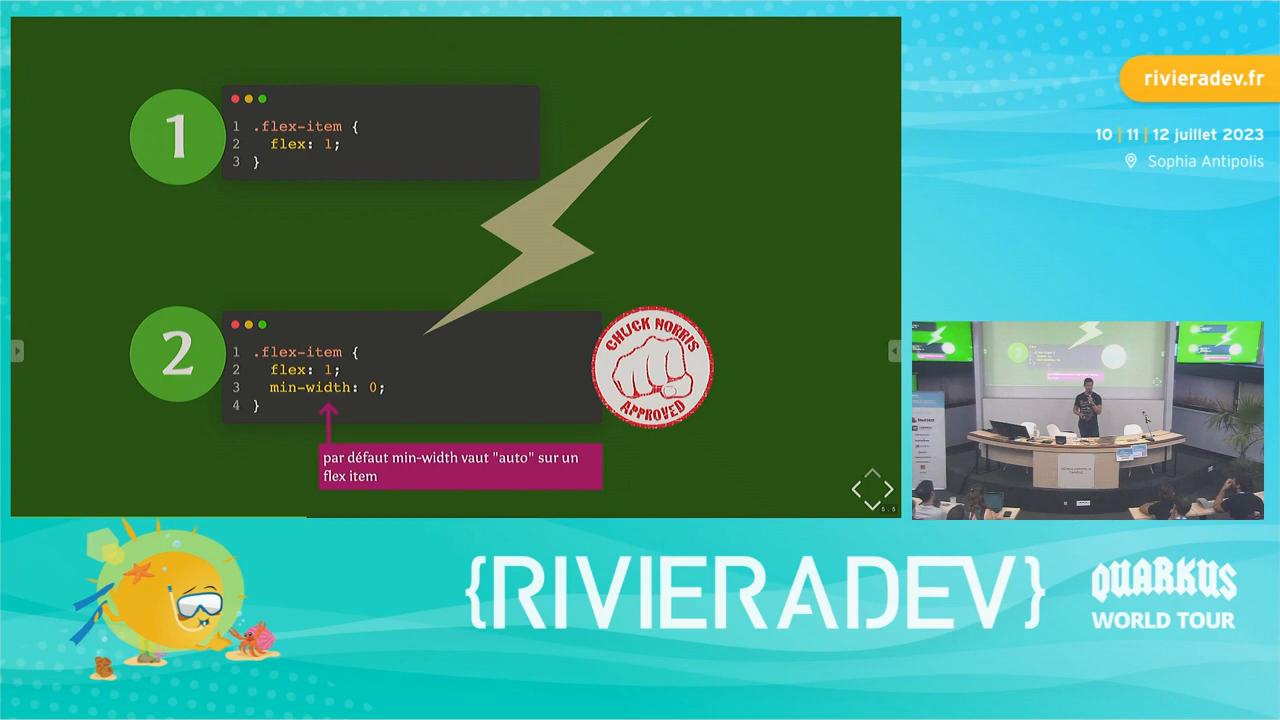 1
1 .flex-item {
2 flex: 1;
3 }
2
1 .flex-item {
2 flex: 1;
3 min-width: 0;
4 }
CHUCK NORRIS
APPROVED
par défaut min-width vaut "auto" sur un
flex item
5.5
rivieradev.fr
10 | 11 | 12 juillet 2023
Sophia Antipolis
{RIVIERADEV}
QUARKUS
WORLD TOUR